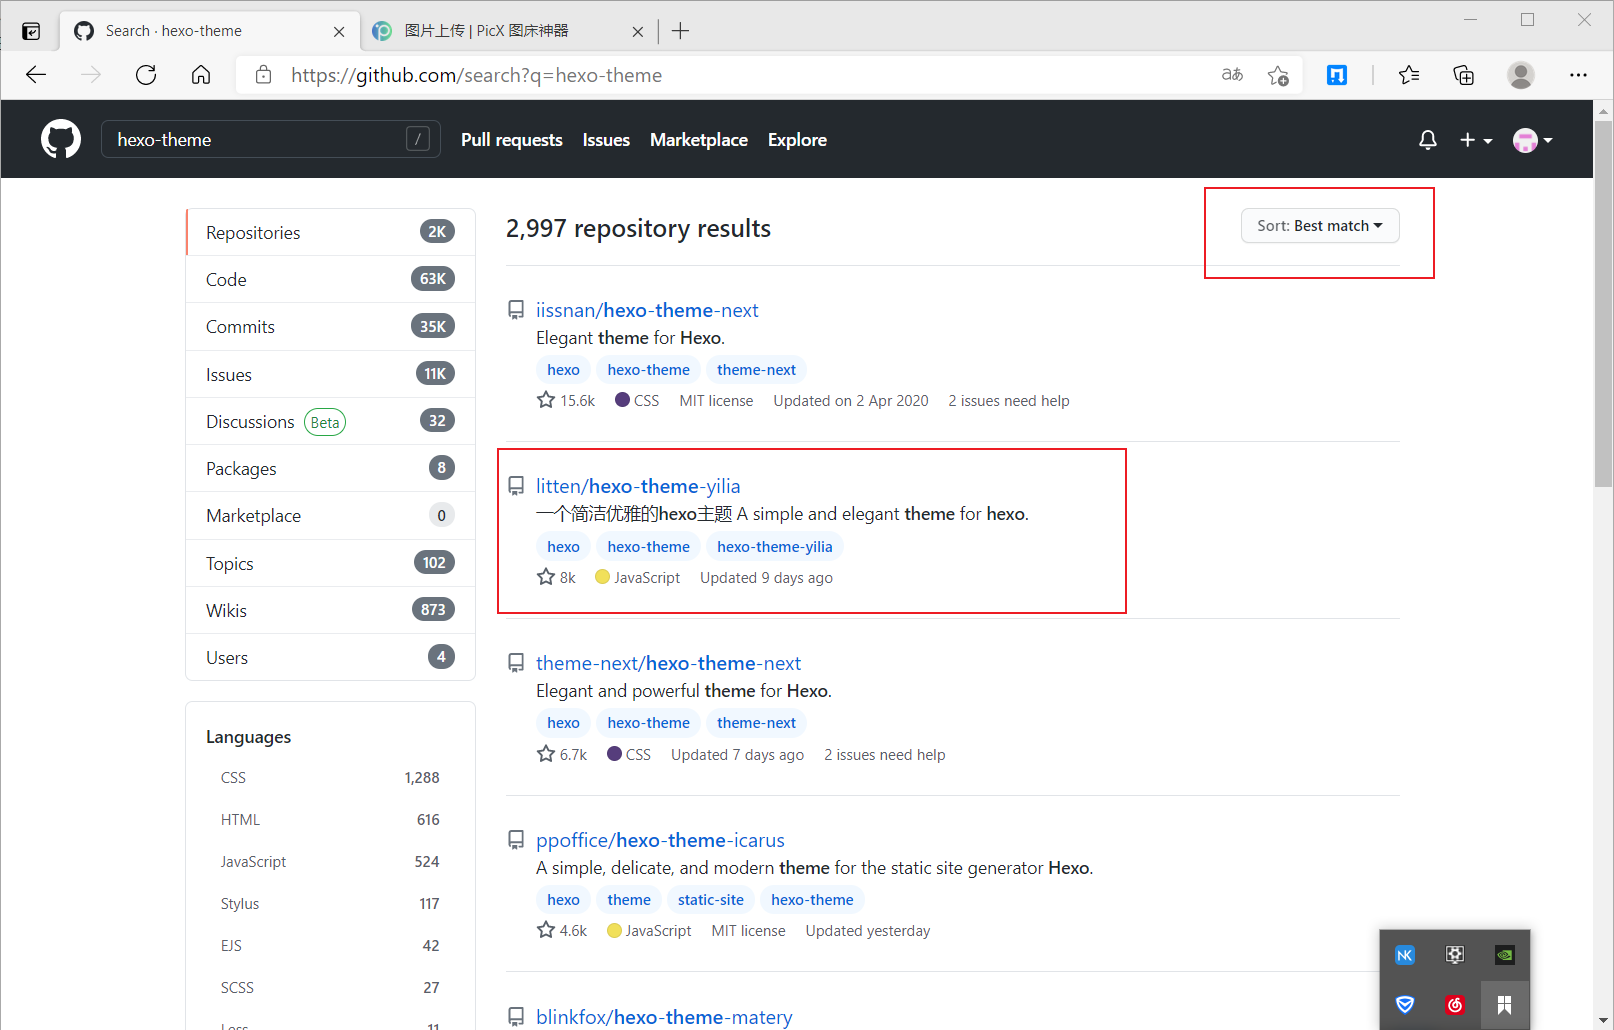 Search · hexo-theme
图片上传 | PicX 图床神器
https://github.com/search?q=hexo-theme
aあ
hexo-theme
/
Pull requests
Issues
Marketplace
Explore
Repositories 2K
Code 63K
Commits 35K
Issues 11K
Discussions Beta 32
Packages 8
Marketplace 0
Topics 102
Wikis 873
Users 4
Languages
CSS 1,288
HTML 616
JavaScript 524
Stylus 117
EJS 42
SCSS 27
Less 11
2,997 repository results
Sort: Best match
iissnan/hexo-theme-next
Elegant theme for Hexo.
hexo hexo-theme theme-next
15.6k CSS MIT license Updated on 2 Apr 2020 2 issues need help
litten/hexo-theme-yilia
一个简洁优雅的hexo主题 A simple and elegant theme for hexo.
hexo hexo-theme hexo-theme-yilia
8k JavaScript Updated 9 days ago
theme-next/hexo-theme-next
Elegant and powerful theme for Hexo.
hexo hexo-theme theme-next
6.7k CSS Updated 7 days ago 2 issues need help
ppoffice/hexo-theme-icarus
A simple, delicate, and modern theme for the static site generator Hexo.
hexo theme static-site hexo-theme
4.6k JavaScript MIT license Updated yesterday
blinkfox/hexo-theme-matery
NK